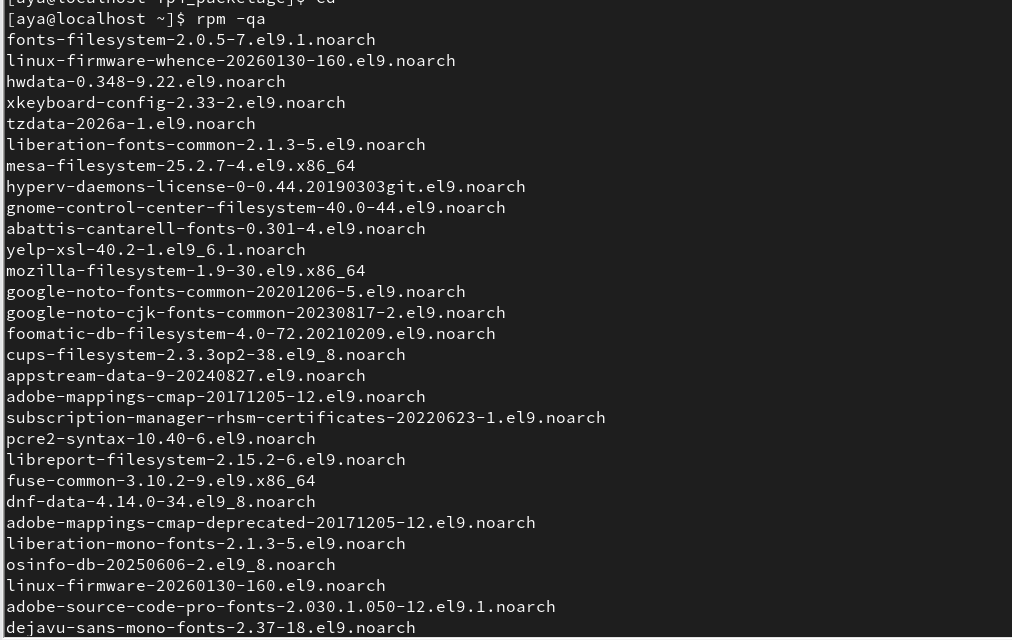 [aya@localhost ~]$ rpm -qa
fonts-filesystem-2.0.5-7.el9.1.noarch
linux-firmware-whence-20260130-160.el9.noarch
hwdata-0.348-9.22.el9.noarch
xkeyboard-config-2.33-2.el9.noarch
tzdata-2026a-1.el9.noarch
liberation-fonts-common-2.1.3-5.el9.noarch
mesa-filesystem-25.2.7-4.el9.x86_64
hyperv-daemons-license-0-0.44.20190303git.el9.noarch
gnome-control-center-filesystem-40.0-44.el9.noarch
abattis-cantarell-fonts-0.301-4.el9.noarch
yelp-xsl-40.2-1.el9_6.1.noarch
mozilla-filesystem-1.9-30.el9.x86_64
google-noto-fonts-common-20201206-5.el9.noarch
google-noto-cjk-fonts-common-20230817-2.el9.noarch
foomatic-db-filesystem-4.0-72.20210209.el9.noarch
cups-filesystem-2.3.3op2-38.el9_8.noarch
appstream-data-9-20240827.el9.noarch
adobe-mappings-cmap-20171205-12.el9.noarch
subscription-manager-rhsm-certificates-20220623-1.el9.noarch
pcre2-syntax-10.40-6.el9.noarch
libreport-filesystem-2.15.2-6.el9.noarch
fuse-common-3.10.2-9.el9.x86_64
dnf-data-4.14.0-34.el9_8.noarch
adobe-mappings-cmap-deprecated-20171205-12.el9.noarch
liberation-mono-fonts-2.1.3-5.el9.noarch
osinfo-db-20250606-2.el9_8.noarch
linux-firmware-20260130-160.el9.noarch
adobe-source-code-pro-fonts-2.030.1.050-12.el9.1.noarch
dejavu-sans-mono-fonts-2.37-18.el9.noarch